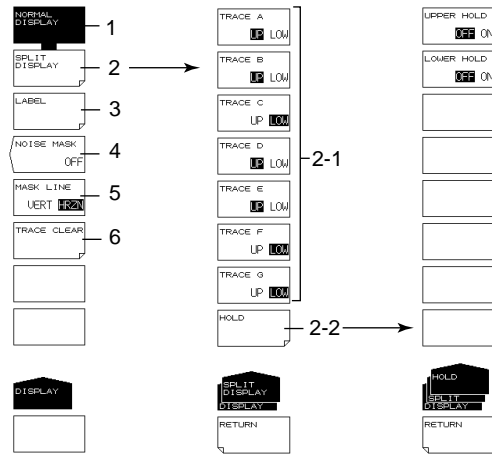 NORMAL
DISPLAY
1
SPLIT
DISPLAY
2
LABEL
3
NOISE MASK
OFF
4
MASK LINE
VERT HRZN
5
TRACE CLEAR
6
DISPLAY
TRACE A
UP LOW
TRACE B
UP LOW
TRACE C
UP LOW
TRACE D
UP LOW
TRACE E
UP LOW
TRACE F
UP LOW
TRACE G
UP LOW
2-1
HOLD
2-2
SPLIT
DISPLAY
DISPLAY
RETURN
UPPER HOLD
OFF ON
LOWER HOLD
OFF ON
HOLD
SPLIT
DISPLAY
RETURN